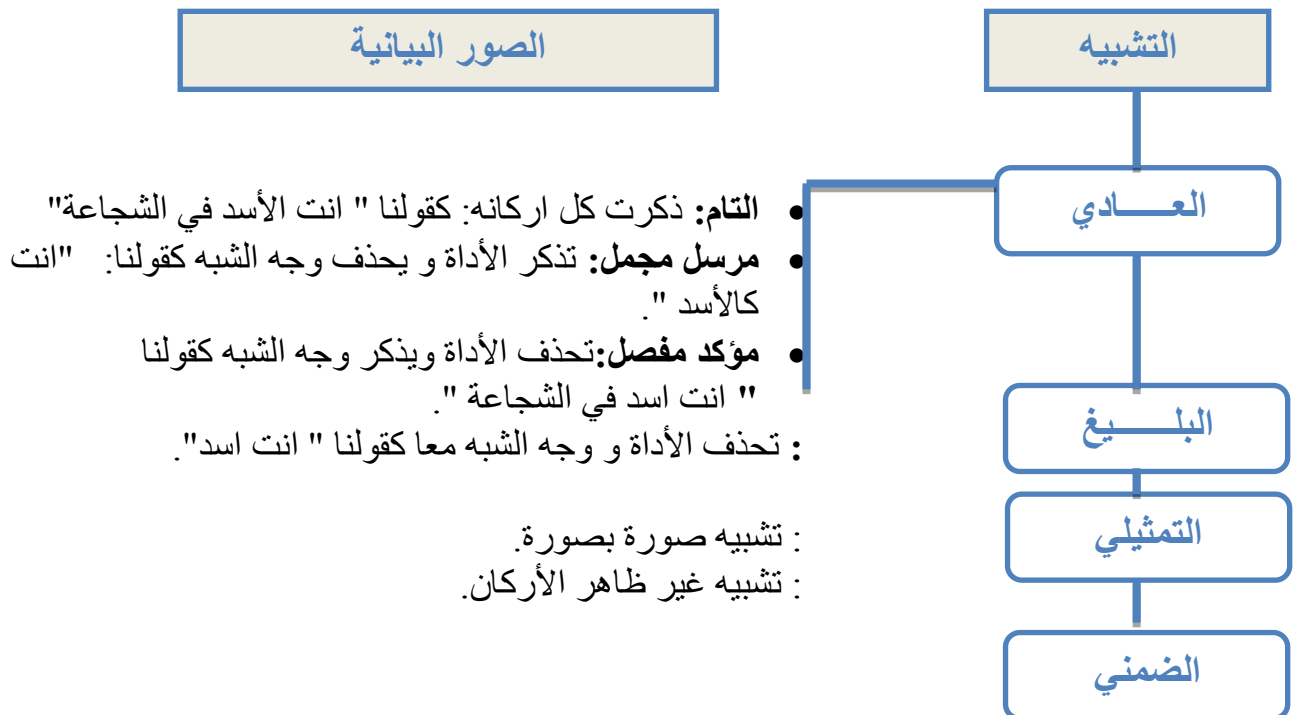 التشبيه
الصور البيانية
العـــــادي
التام: ذكرت كل اركانه: كقولنا " انت الأسد في الشجاعة"
مرسل مجمل: تذكر الأداة و يحذف وجه الشبه كقولنا: "انت
كالأسد ".
مؤكد مفصل:تحذف الأداة ويذكر وجه الشبه كقولنا
" انت اسد في الشجاعة ".
البلــــــيغ
: تحذف الأداة و وجه الشبه معا كقولنا " انت اسد".
التمثيلي
: تشبيه صورة بصورة.
: تشبيه غير ظاهر الأركان.
الضمني